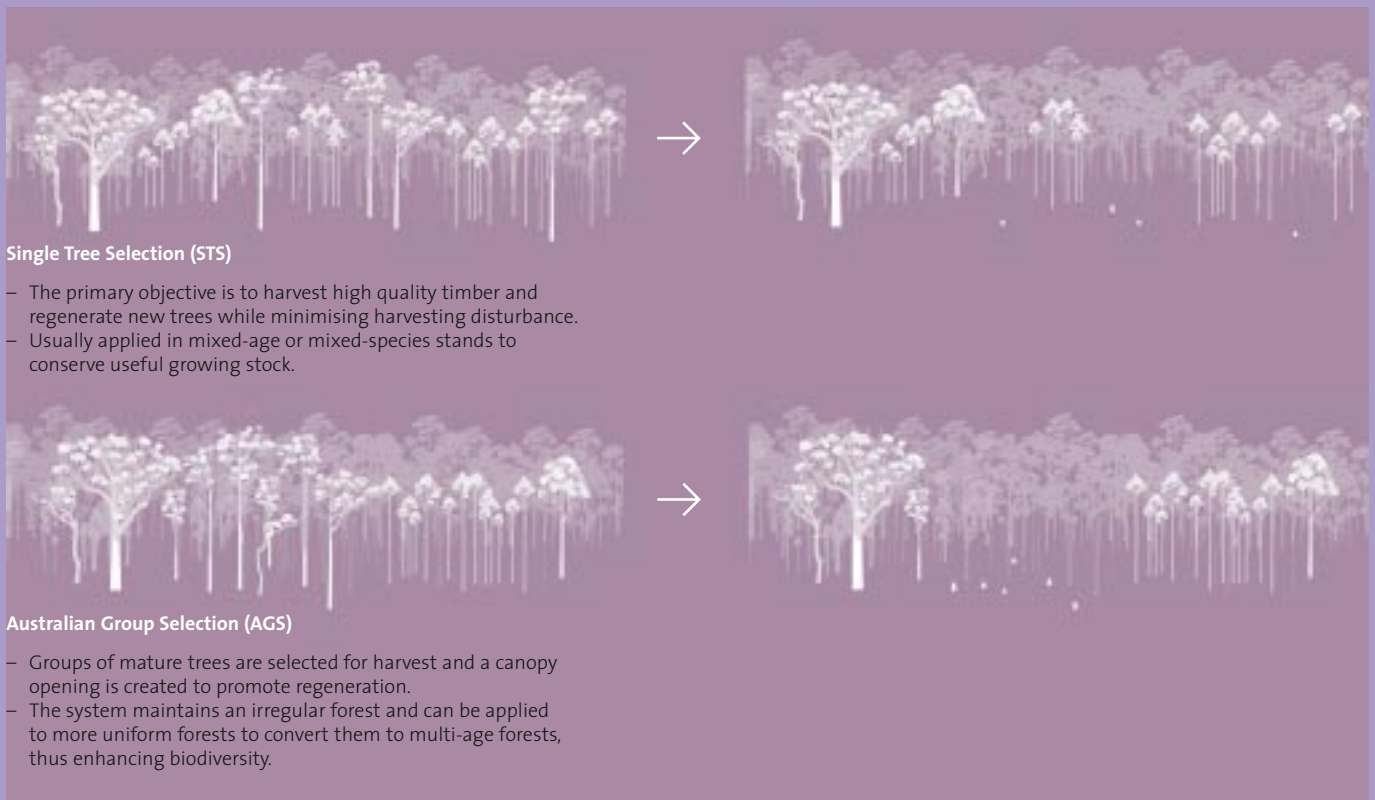 Single Tree Selection (STS)
– The primary objective is to harvest high quality timber and
regenerate new trees while minimising harvesting disturbance.
– Usually applied in mixed-age or mixed-species stands to
conserve useful growing stock.
Australian Group Selection (AGS)
– Groups of mature trees are selected for harvest and a canopy
opening is created to promote regeneration.
– The system maintains an irregular forest and can be applied
to more uniform forests to convert them to multi-age forests,
thus enhancing biodiversity.